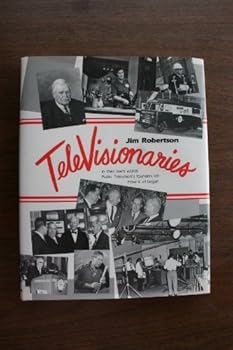 Jim Robertson
TeleVisionaries
In their own words
Public Television's founders tell
how it all began